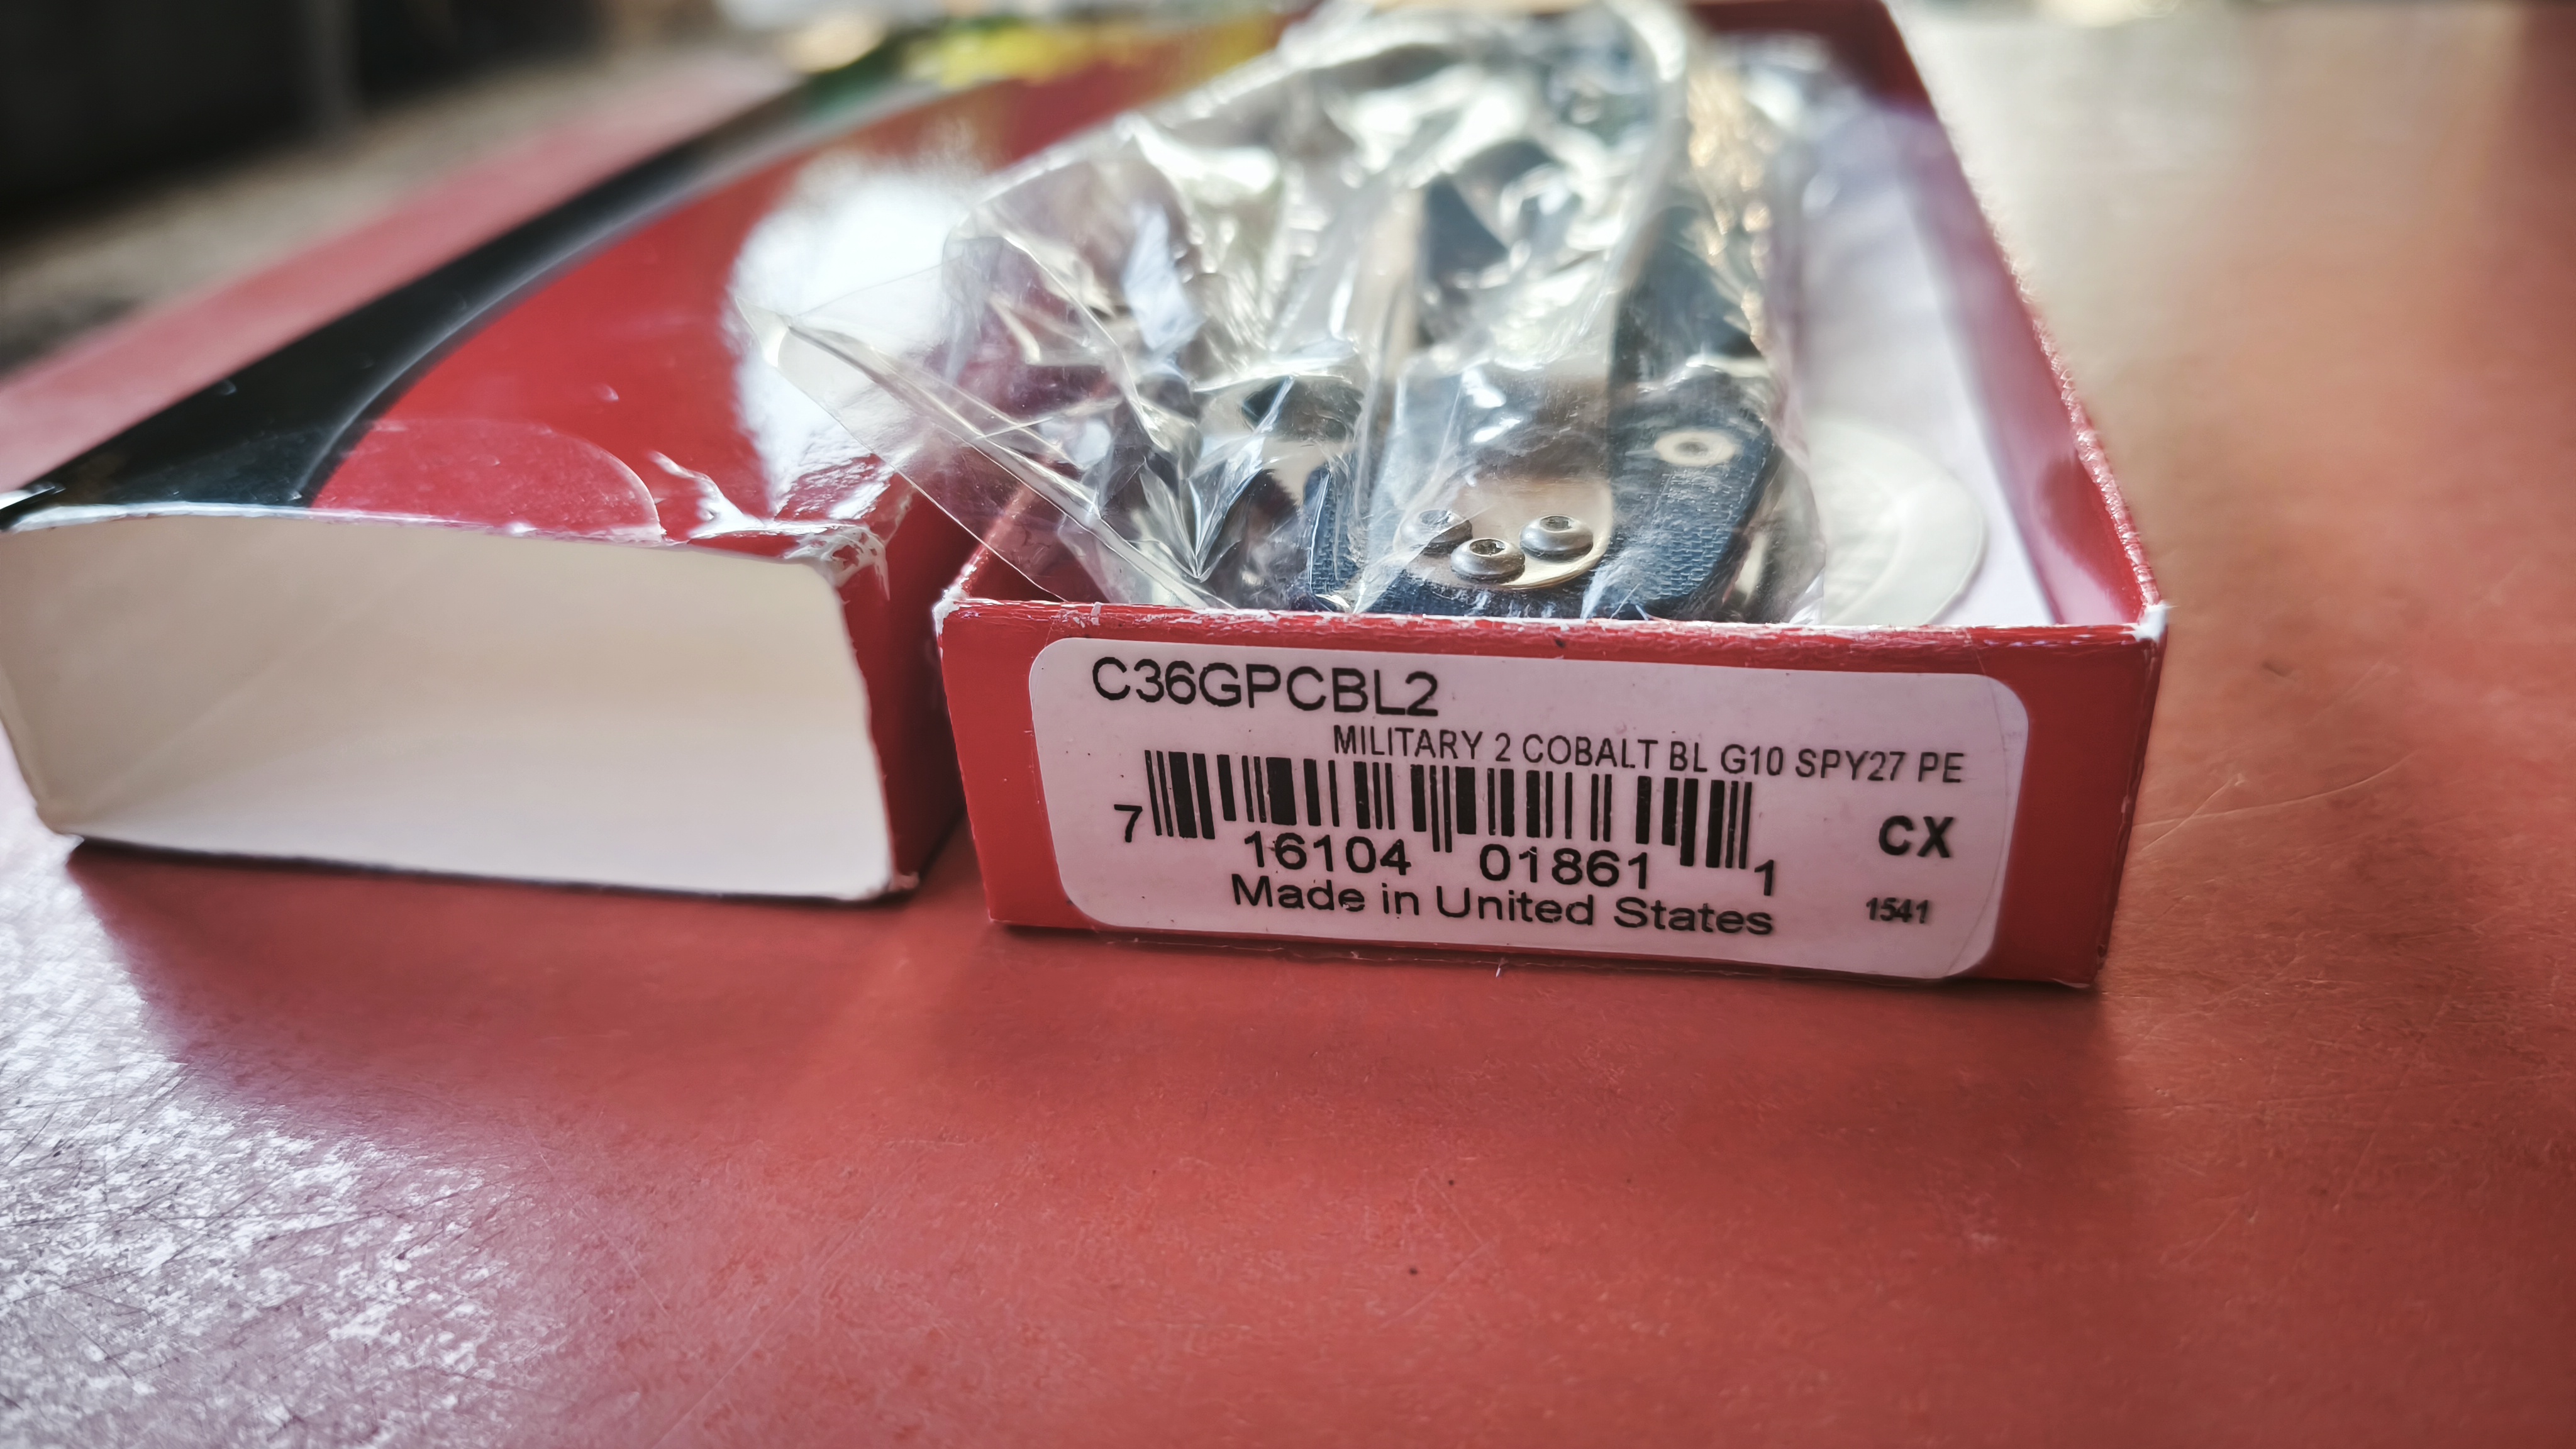 C36GPCBL2
MILITARY 2 COBALT BL G10 SPY27 PE
7 16104 01861 1
CX
Made in United States
1541